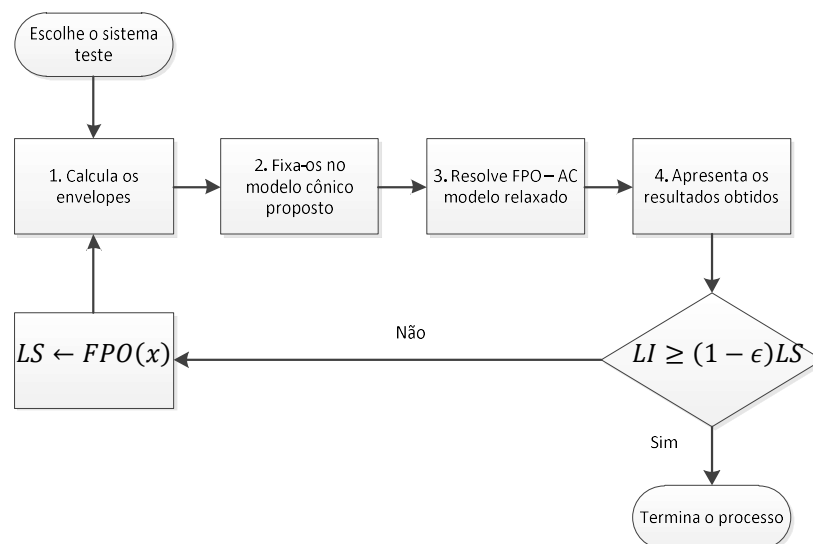 Escolhe o sistema
teste
1. Calcula os
envelopes
2. Fixa-os no
modelo cônico
proposto
3. Resolve FPO – AC
modelo relaxado
4. Apresenta os
resultados obtidos
LS ← FPO(x)
Não
LI ≥ (1 − ϵ)LS
Sim
Termina o processo